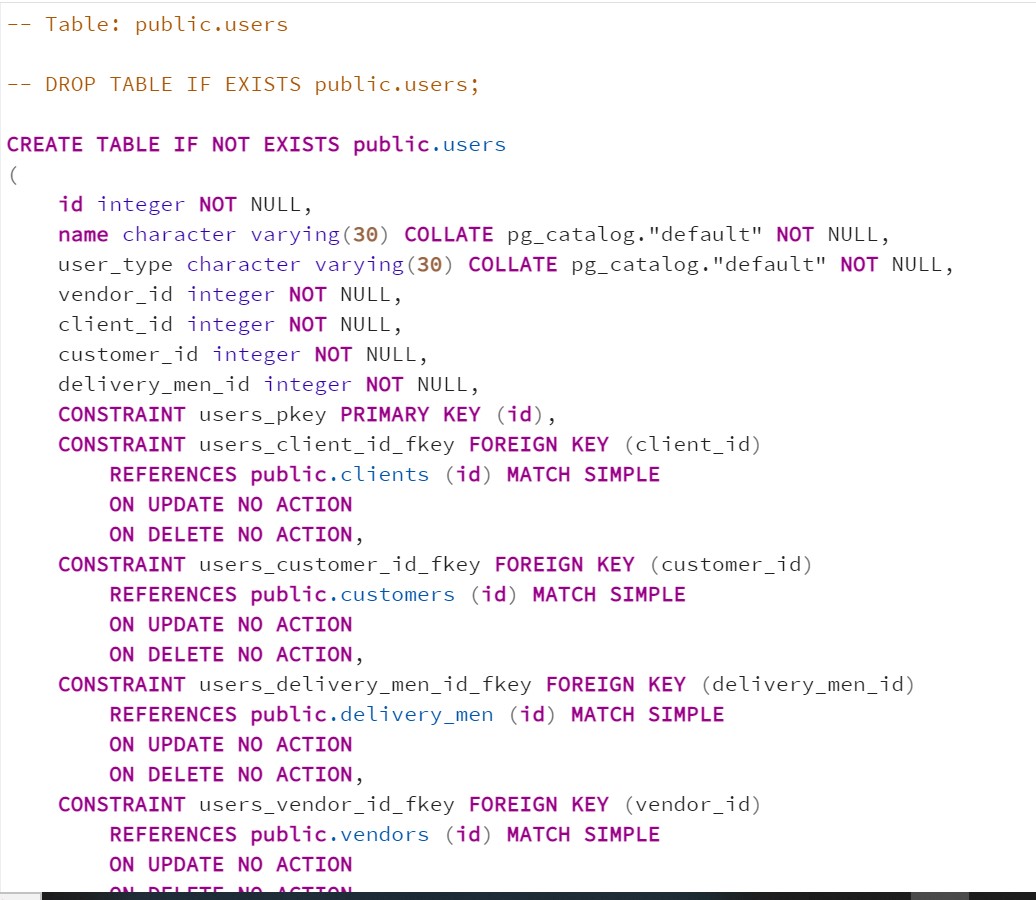 -- Table: public.users
-- DROP TABLE IF EXISTS public.users;
CREATE TABLE IF NOT EXISTS public.users
(
id integer NOT NULL,
name character varying(30) COLLATE pg_catalog."default" NOT NULL,
user_type character varying(30) COLLATE pg_catalog."default" NOT NULL,
vendor_id integer NOT NULL,
client_id integer NOT NULL,
customer_id integer NOT NULL,
delivery_men_id integer NOT NULL,
CONSTRAINT users_pkey PRIMARY KEY (id),
CONSTRAINT users_client_id_fkey FOREIGN KEY (client_id)
REFERENCES public.clients (id) MATCH SIMPLE
ON UPDATE NO ACTION
ON DELETE NO ACTION,
CONSTRAINT users_customer_id_fkey FOREIGN KEY (customer_id)
REFERENCES public.customers (id) MATCH SIMPLE
ON UPDATE NO ACTION
ON DELETE NO ACTION,
CONSTRAINT users_delivery_men_id_fkey FOREIGN KEY (delivery_men_id)
REFERENCES public.delivery_men (id) MATCH SIMPLE
ON UPDATE NO ACTION
ON DELETE NO ACTION,
CONSTRAINT users_vendor_id_fkey FOREIGN KEY (vendor_id)
REFERENCES public.vendors (id) MATCH SIMPLE
ON UPDATE NO ACTION
ON DELETE NO ACTION